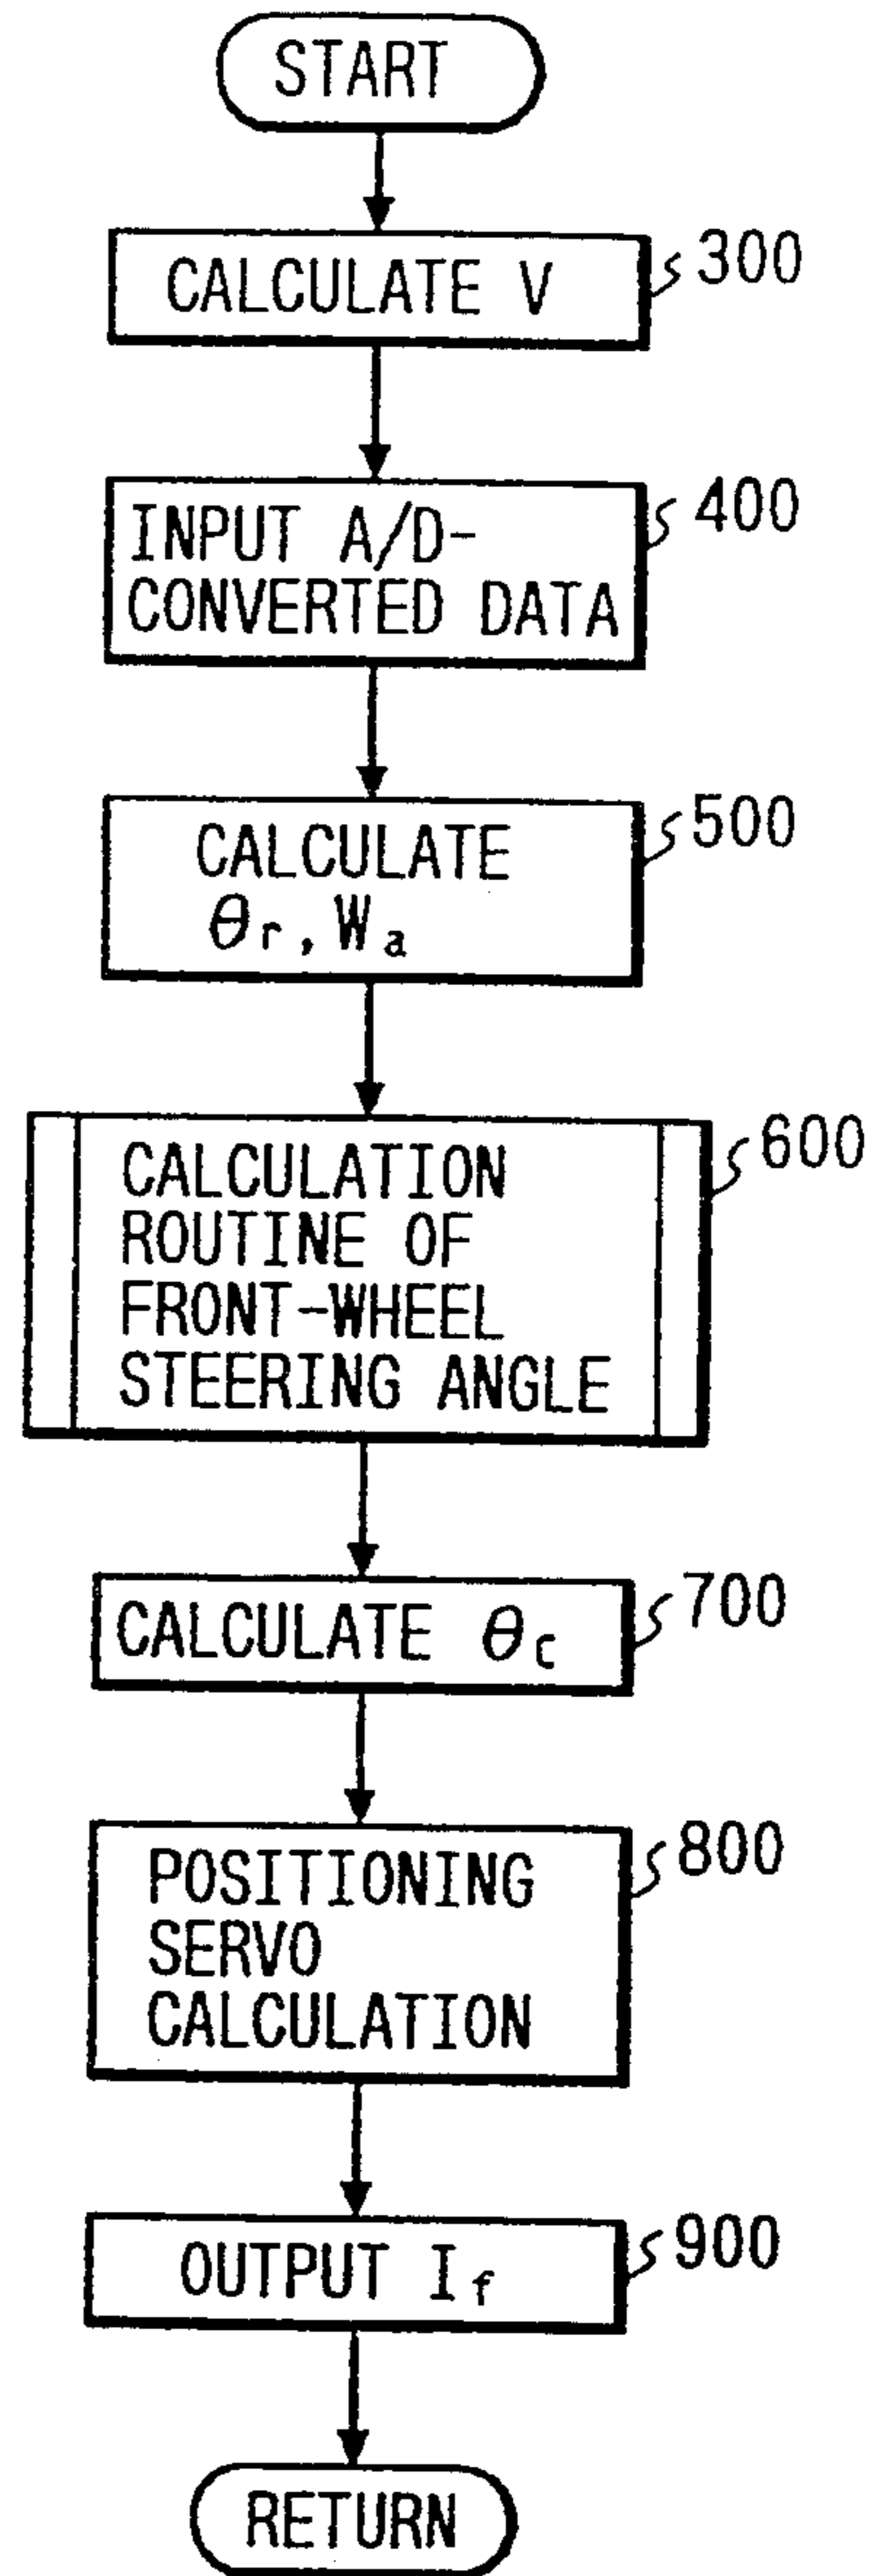 START
CALCULATE V
300
INPUT A/D-
CONVERTED DATA
400
CALCULATE
θr, Wa
500
CALCULATION
ROUTINE OF
FRONT-WHEEL
STEERING ANGLE
600
CALCULATE θc
700
POSITIONING
SERVO
CALCULATION
800
OUTPUT If
900
RETURN